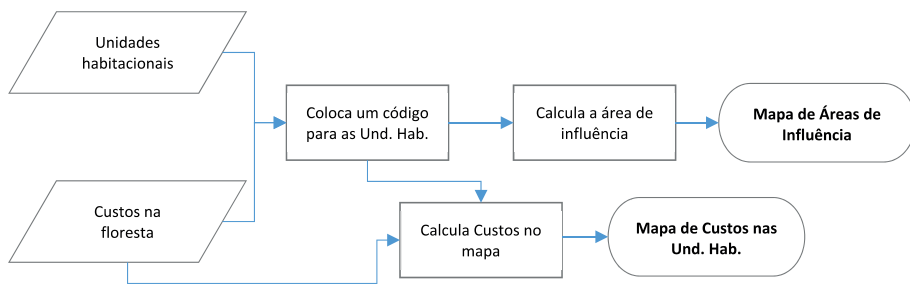 Unidades
habitacionais
Coloca um código
para as Und. Hab.
Calcula a área de
influência
Mapa de Áreas de
Influência
Custos na
floresta
Calcula Custos no
mapa
Mapa de Custos nas
Und. Hab.